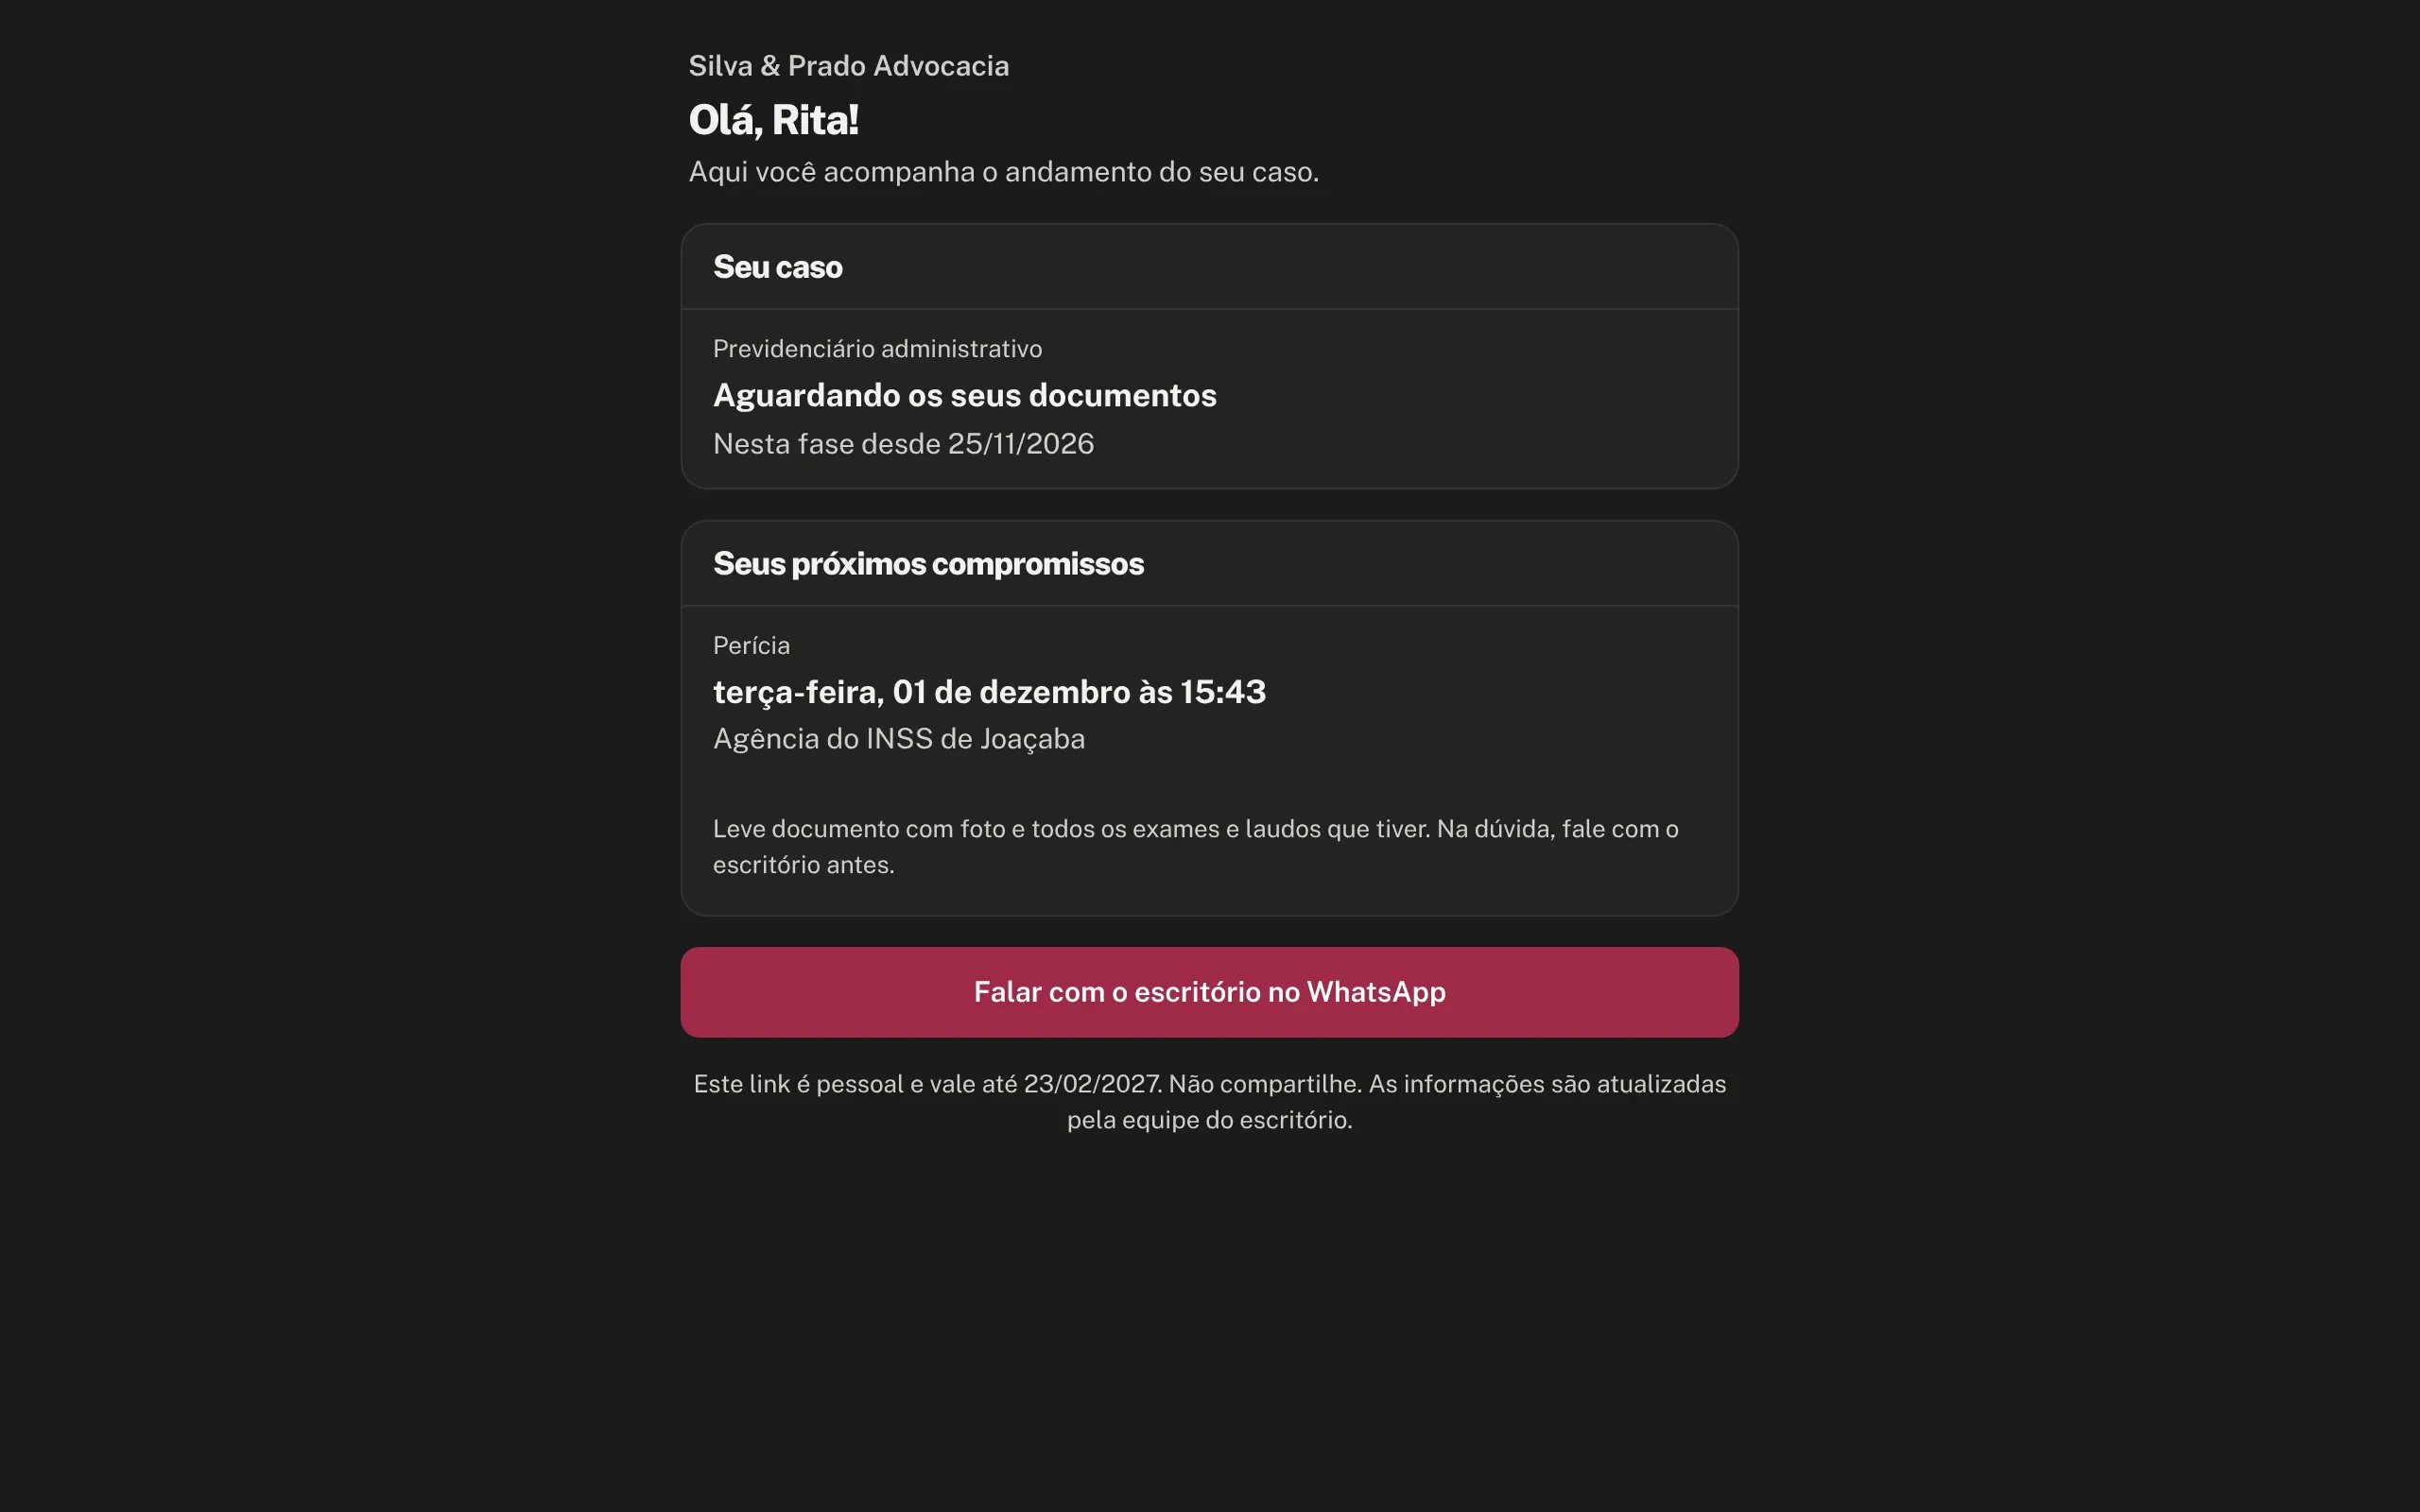 Silva & Prado Advocacia
Olá, Rita!
Aqui você acompanha o andamento do seu caso.
Seu caso
Previdenciário administrativo
Aguardando os seus documentos
Nesta fase desde 25/11/2026
Seus próximos compromissos
Perícia
terça-feira, 01 de dezembro às 15:43
Agência do INSS de Joaçaba
Leve documento com foto e todos os exames e laudos que tiver. Na dúvida, fale com o
escritório antes.
Falar com o escritório no WhatsApp
Este link é pessoal e vale até 23/02/2027. Não compartilhe. As informações são atualizadas
pela equipe do escritório.